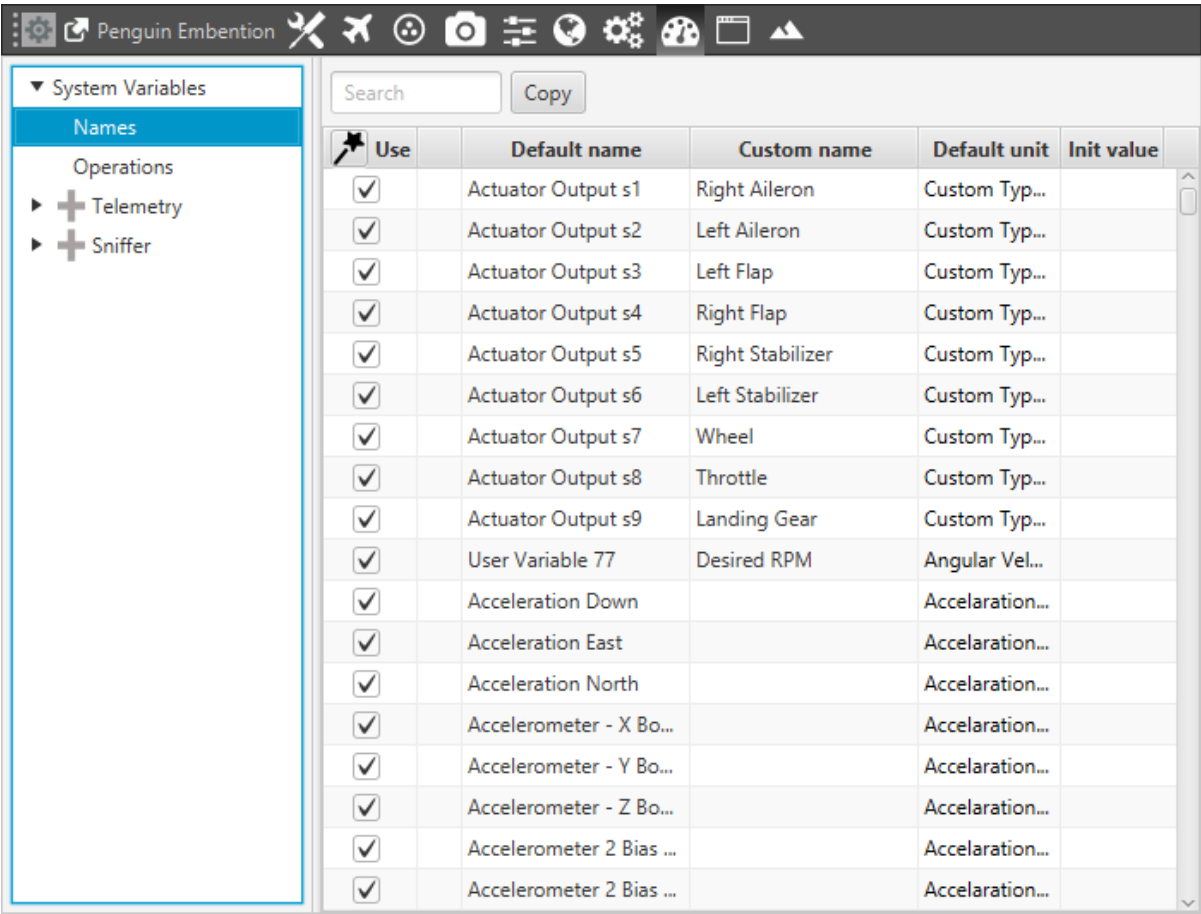 Penguin Embention
System Variables
Names
Operations
Telemetry
Sniffer
Search Copy
Use Default name Custom name Default unit Init value
Actuator Output s1 Right Aileron Custom Typ...
Actuator Output s2 Left Aileron Custom Typ...
Actuator Output s3 Left Flap Custom Typ...
Actuator Output s4 Right Flap Custom Typ...
Actuator Output s5 Right Stabilizer Custom Typ...
Actuator Output s6 Left Stabilizer Custom Typ...
Actuator Output s7 Wheel Custom Typ...
Actuator Output s8 Throttle Custom Typ...
Actuator Output s9 Landing Gear Custom Typ...
User Variable 77 Desired RPM Angular Vel...
Acceleration Down Accelaration...
Acceleration East Accelaration...
Acceleration North Accelaration...
Accelerometer - X Bo... Accelaration...
Accelerometer - Y Bo... Accelaration...
Accelerometer - Z Bo... Accelaration...
Accelerometer 2 Bias ... Accelaration...
Accelerometer 2 Bias ... Accelaration...